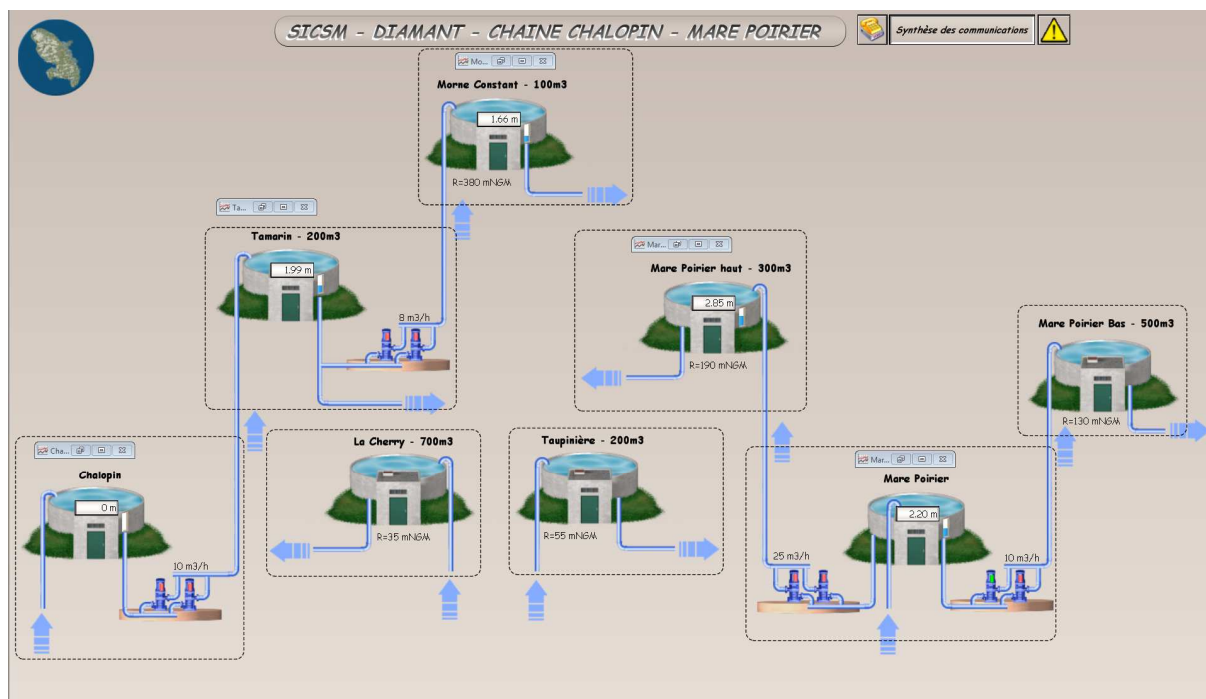 SICSM - DIAMANT - CHAINE CHALOPIN - MARE POIRIER
Synthèse des communications
Mo...
Morne Constant - 100m3
1.66 m
R=380 mNGM
Ta...
Tamarin - 200m3
1.99 m
8 m3/h
Mar...
Mare Poirier haut - 300m3
2.85 m
R=190 mNGM
Mare Poirier Bas - 500m3
R=130 mNGM
Cha...
Chalopin
0 m
10 m3/h
La Cherry - 700m3
R=35 mNGM
Taupinière - 200m3
R=55 mNGM
Mar...
Mare Poirier
2.20 m
25 m3/h
10 m3/h